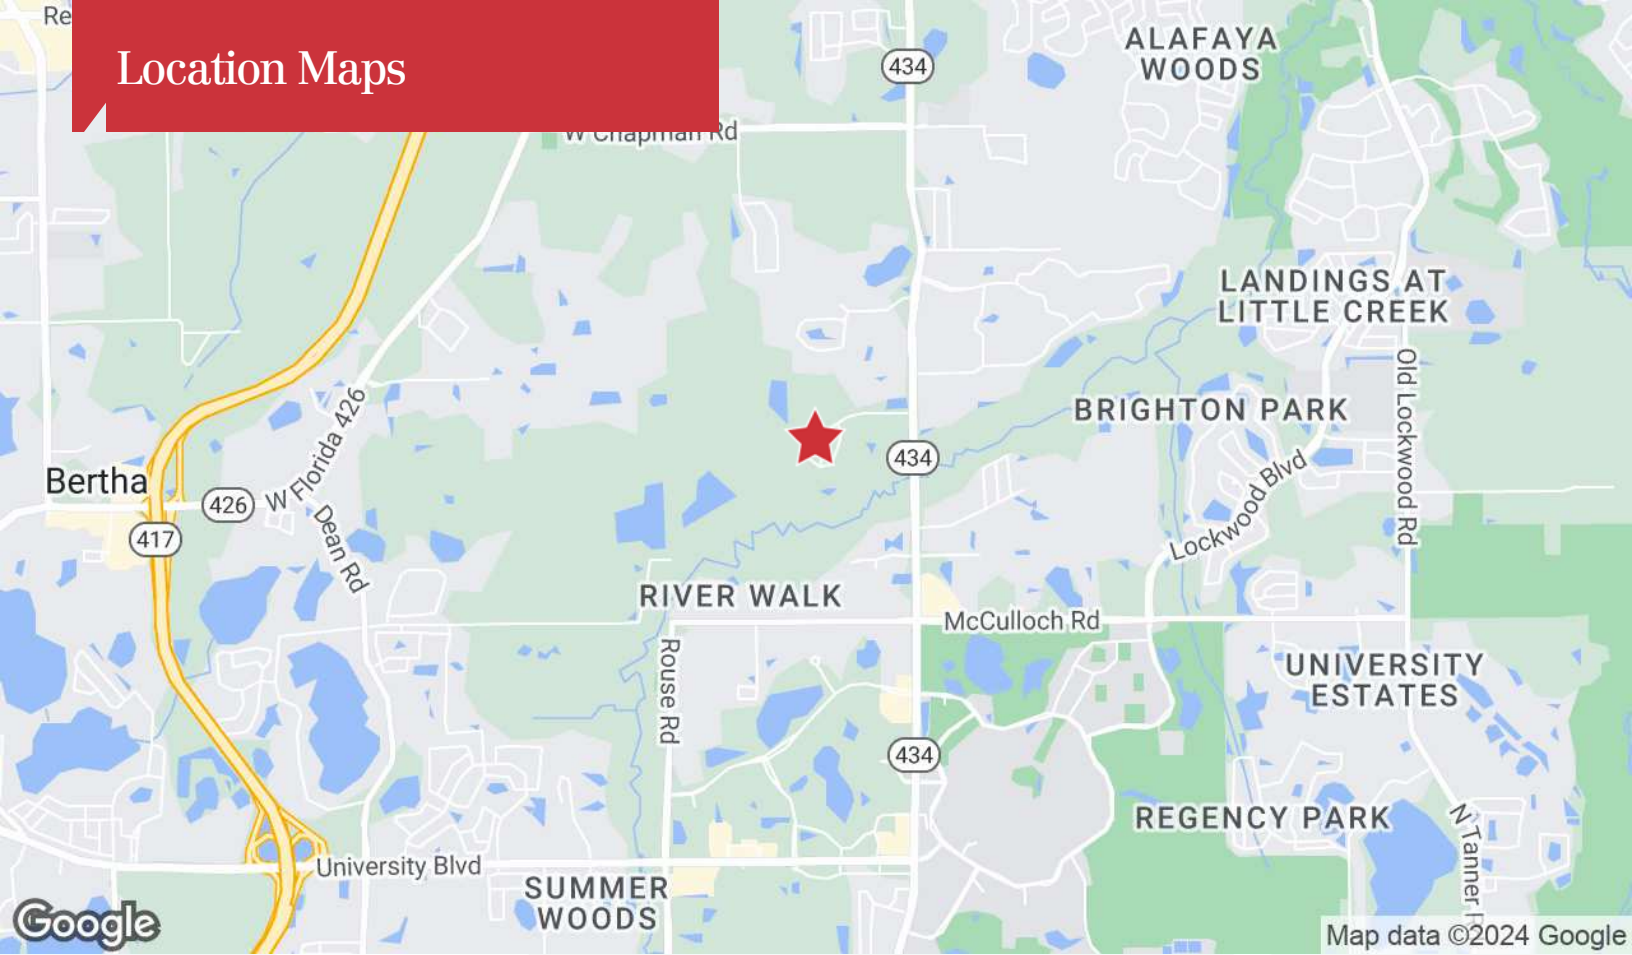 Re
Location Maps
434
ALAFAYA
WOODS
W Chapman Rd
LANDINGS AT
LITTLE CREEK
Old Lockwood Rd
W Florida 426
BRIGHTON PARK
434
Bertha
426
417
Dean Rd
Lockwood Blvd
RIVER WALK
McCulloch Rd
Rouse Rd
UNIVERSITY
ESTATES
434
REGENCY PARK
N Tanner R
University Blvd
SUMMER
WOODS
Google
Map data ©2024 Google